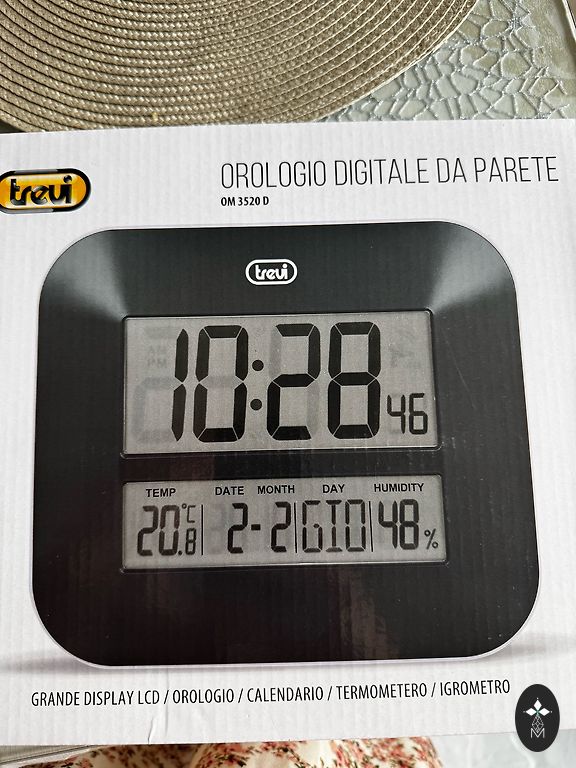 trevi
OROLOGIO DIGITALE DA PARETE
OM 3520 D
trevi
10:28 46
TEMP DATE MONTH DAY HUMIDITY
20.8°C 2-2 GIO 48%
GRANDE DISPLAY LCD / OROLOGIO / CALENDARIO / TERMOMETERO / IGROMETRO